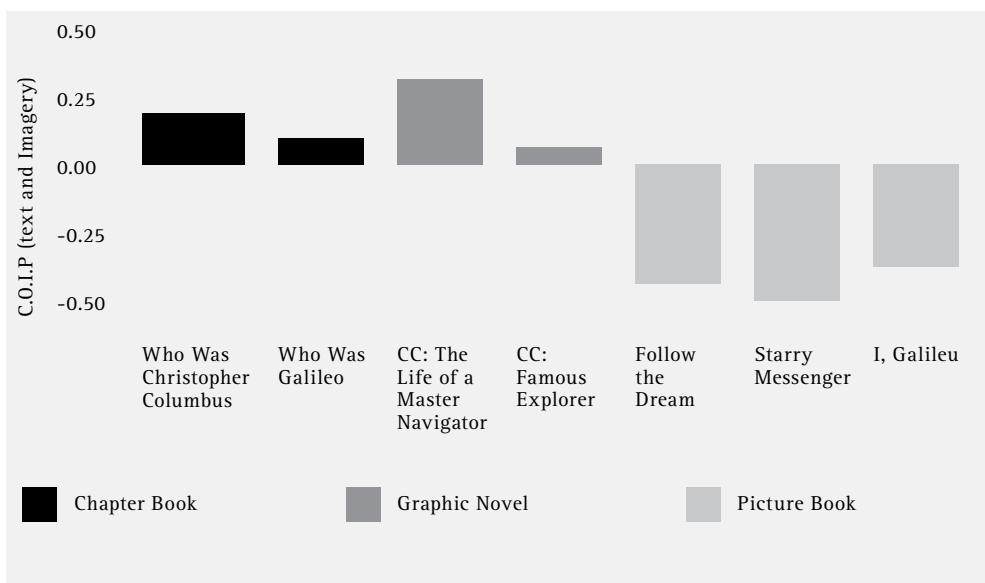 0.50
0.25
0.00
-0.25
-0.50
C.O.I.P (text and Imagery)
Who Was
Christopher
Columbus
Who Was
Galileo
CC: The
Life of a
Master
Navigator
CC:
Famous
Explorer
Follow
the
Dream
Starry
Messenger
I, Galileu
Chapter Book
Graphic Novel
Picture Book